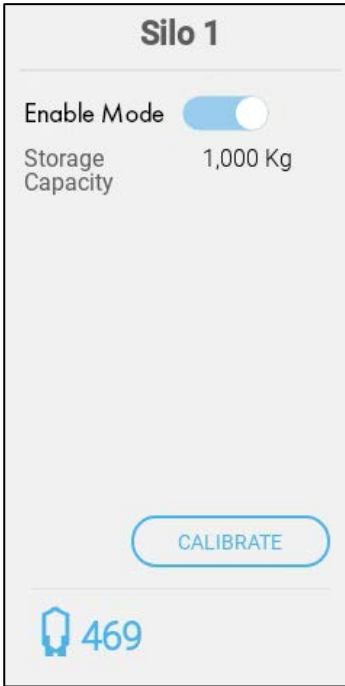 Silo 1
Enable Mode
Storage 1,000 Kg
Capacity
CALIBRATE
469